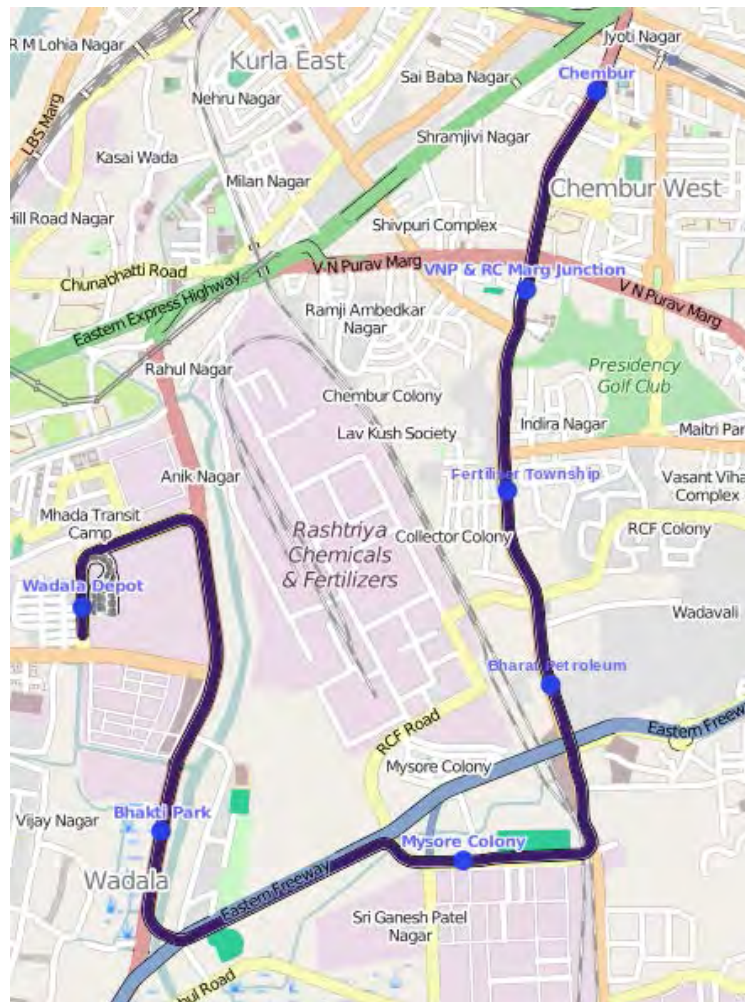 Jyoti Nagar
R M Lohia Nagar
Kurla East
Chembur
Sai Baba Nagar
Nehru Nagar
LBS Marg
Shramjivi Nagar
Kasai Wada
Milan Nagar
Chembur West
Hill Road Nagar
Shivpuri Complex
V N Purav Marg
VNP & RC Marg Junction
Chunabhatti Road
V N Purav Marg
Eastern Express Highway
Ramji Ambedkar
Nagar
Rahul Nagar
Presidency
Golf Club
Chembur Colony
Indira Nagar
Lav Kush Society
Maitri Par
Anik Nagar
Fertiliser Township
Vasant Viha
Complex
Mhada Transit
Camp
Rashtriya
Chemicals
& Fertilizers
Collector Colony
RCF Colony
Wadala Depot
Wadavali
Bharat Petroleum
RCF Road
Eastern Freew
Mysore Colony
Bhakti Park
Vijay Nagar
Mysore Colony
Wadala
Eastern Freeway
Sri Ganesh Patel
Nagar
hul Road